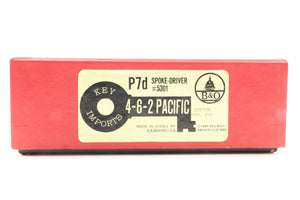 P7d SPOKE-DRIVER
#5301
KEY
IMPORTS
4-6-2 PACIFIC
B&O
MADE IN KOREA BY
SAMHONGSA